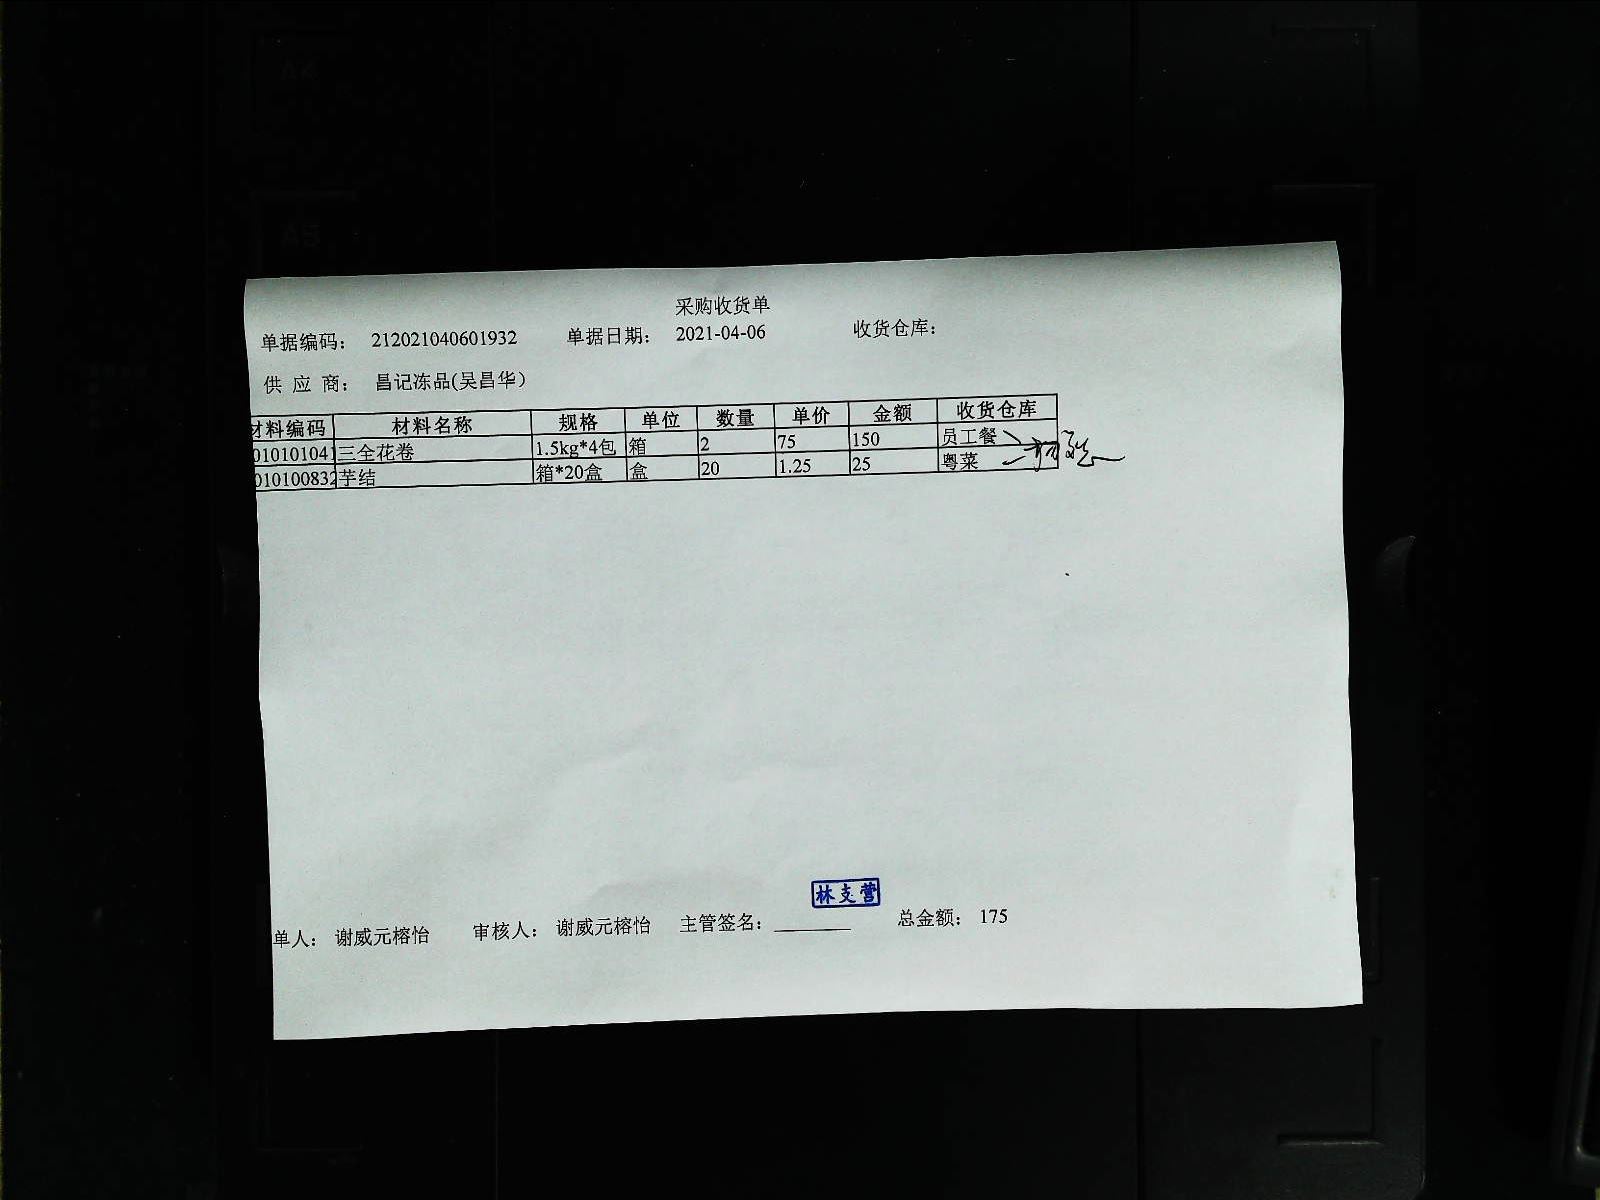 采购收货单
单据编码： 212021040601932 单据日期： 2021-04-06 收货仓库：
供 应 商： 昌记冻品(吴昌华)
材料编码 材料名称 规格 单位 数量 单价 金额 收货仓库
010101041 三全花卷 1.5kg*4包 箱 2 75 150 员工餐
010100832 芋结 箱*20盒 盒 20 1.25 25 粤菜
林支营
单人： 谢威元榕怡 审核人： 谢威元榕怡 主管签名： 总金额： 175